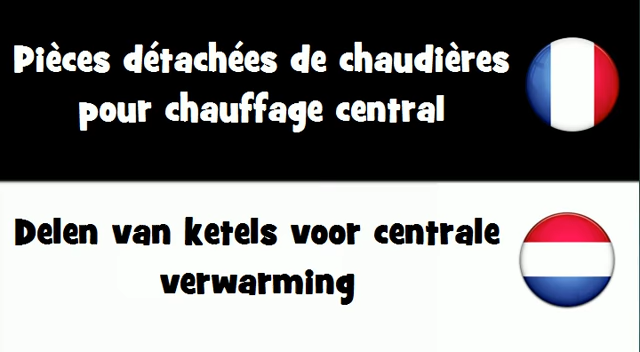 Pièces détachées de chaudières
pour chauffage central
Delen van ketels voor centrale
verwarming